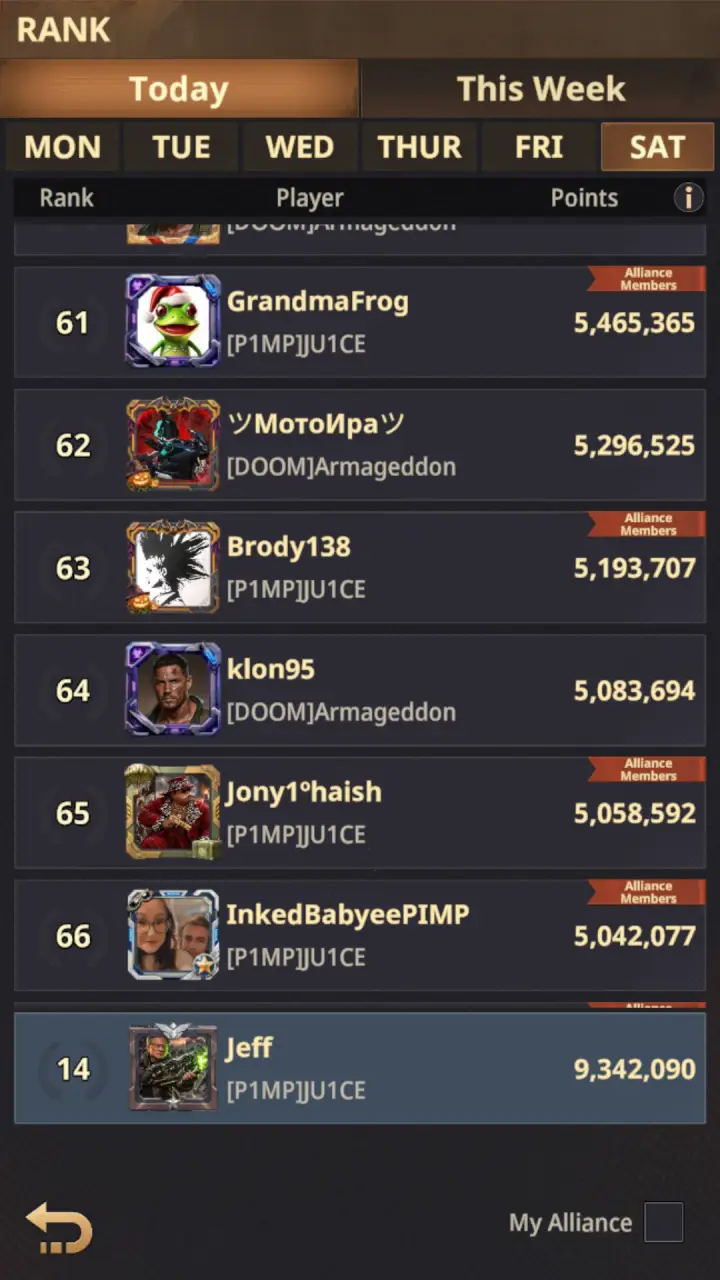 RANK
Today
This Week
MON
TUE
WED
THUR
FRI
SAT
Rank
Player
Points
[DOOM]Armageddon
Alliance
Members
61
GrandmaFrog
5,465,365
[P1MP]JU1CE
62
ツМотоИраツ
5,296,525
[DOOM]Armageddon
Alliance
Members
63
Brody138
5,193,707
[P1MP]JU1CE
64
klon95
5,083,694
[DOOM]Armageddon
Alliance
Members
65
Jony1ºhaish
5,058,592
[P1MP]JU1CE
Alliance
Members
66
InkedBabyeePIMP
5,042,077
[P1MP]JU1CE
Alliance
14
Jeff
9,342,090
[P1MP]JU1CE
My Alliance